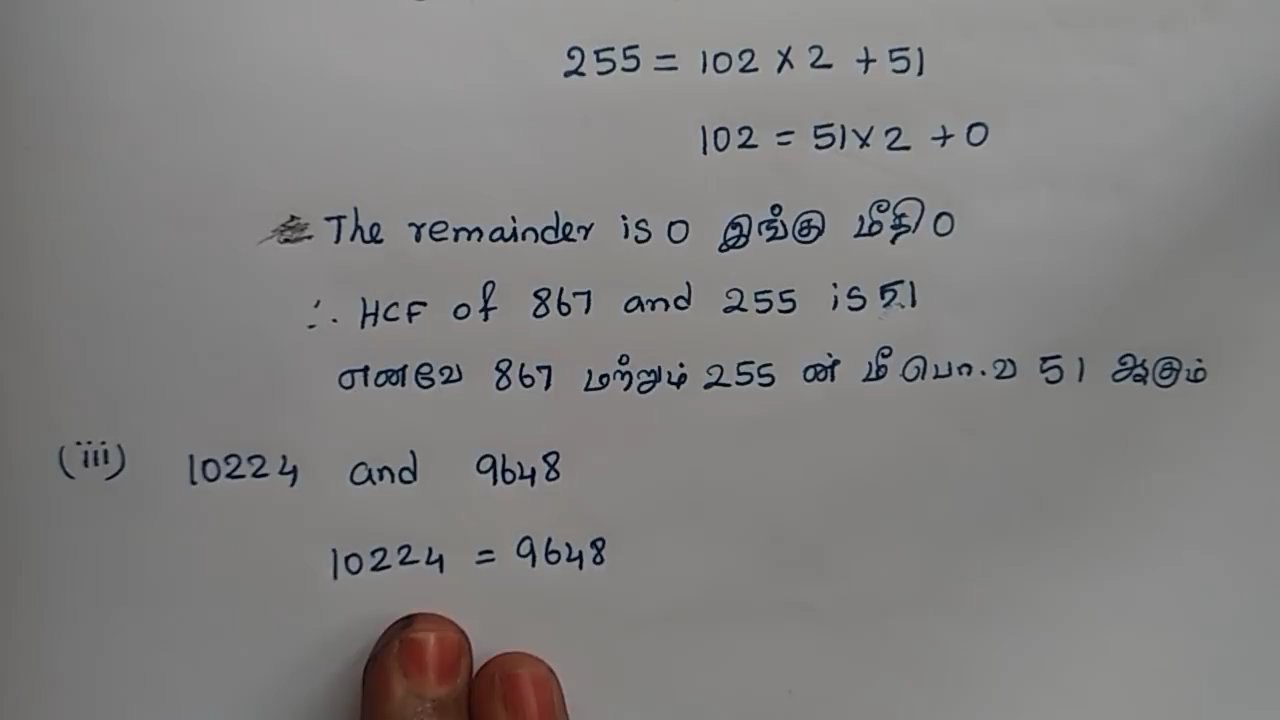 255 = 102 × 2 + 51
102 = 51 × 2 + 0
The remainder is 0 இங்கு மீதி 0
∴ HCF of 867 and 255 is 51
எனவே 867 மற்றும் 255 ன் மீ பொ.வ 51 ஆகும்
(iii) 10224 and 9648
10224 = 9648